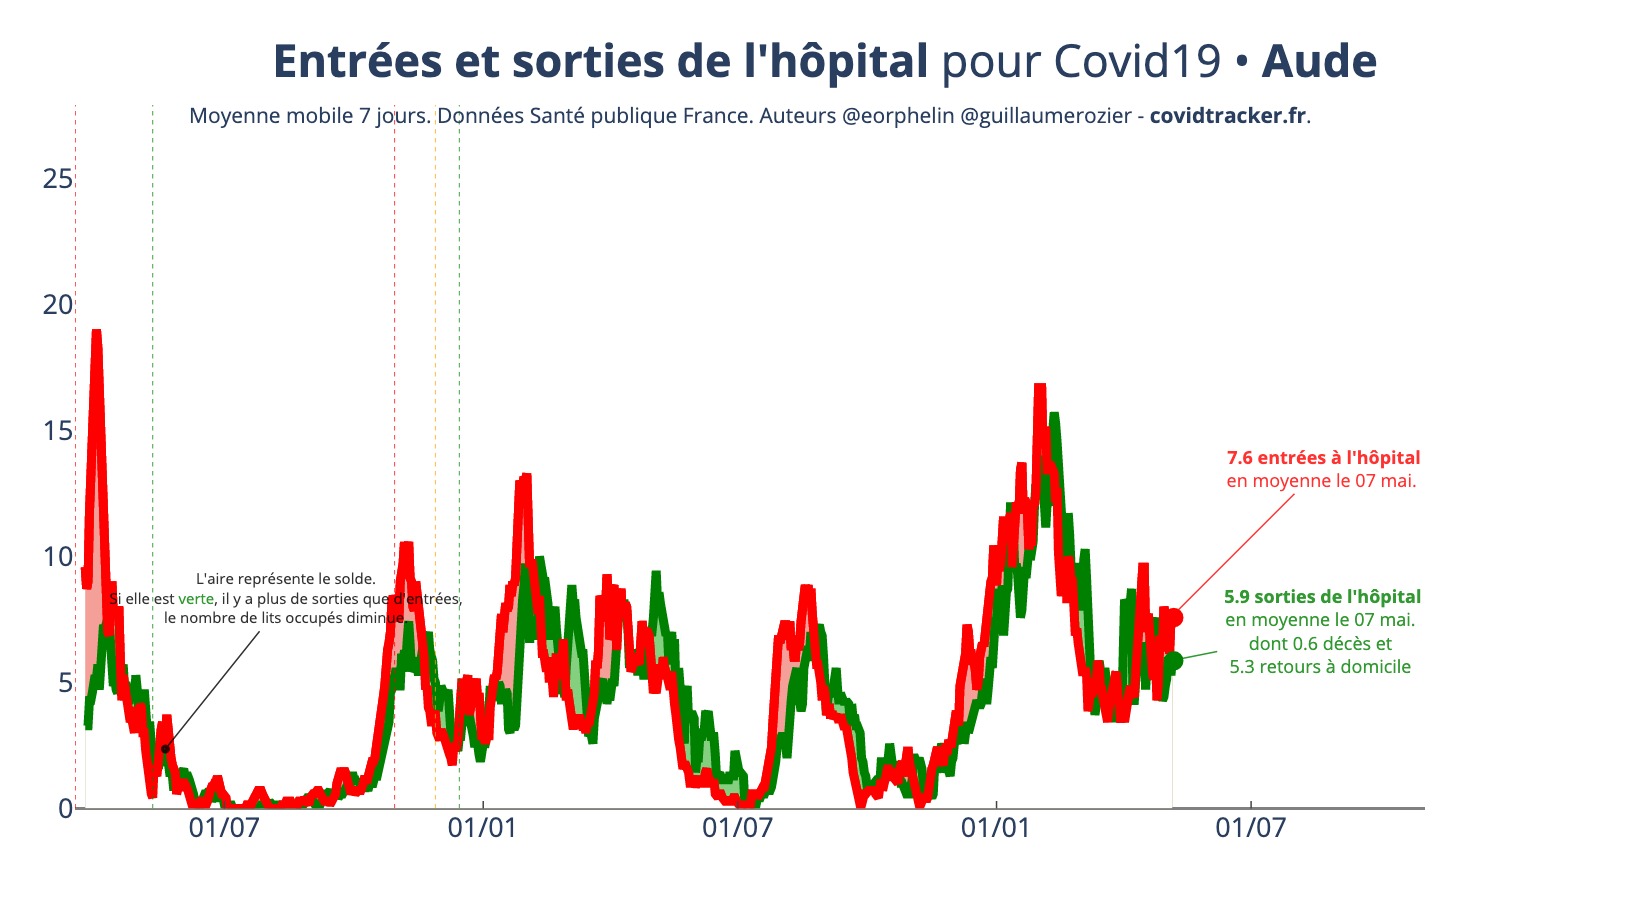 Entrées et sorties de l'hôpital pour Covid19 • Aude
Moyenne mobile 7 jours. Données Santé publique France. Auteurs @eorphelin @guillaumerozier - covidtracker.fr.
25
20
15
10
5
0
L'aire représente le solde.
Si elle est verte, il y a plus de sorties que d'entrées,
le nombre de lits occupés diminue.
7.6 entrées à l'hôpital
en moyenne le 07 mai.
5.9 sorties de l'hôpital
en moyenne le 07 mai.
dont 0.6 décès et
5.3 retours à domicile
01/07
01/01
01/07
01/01
01/07